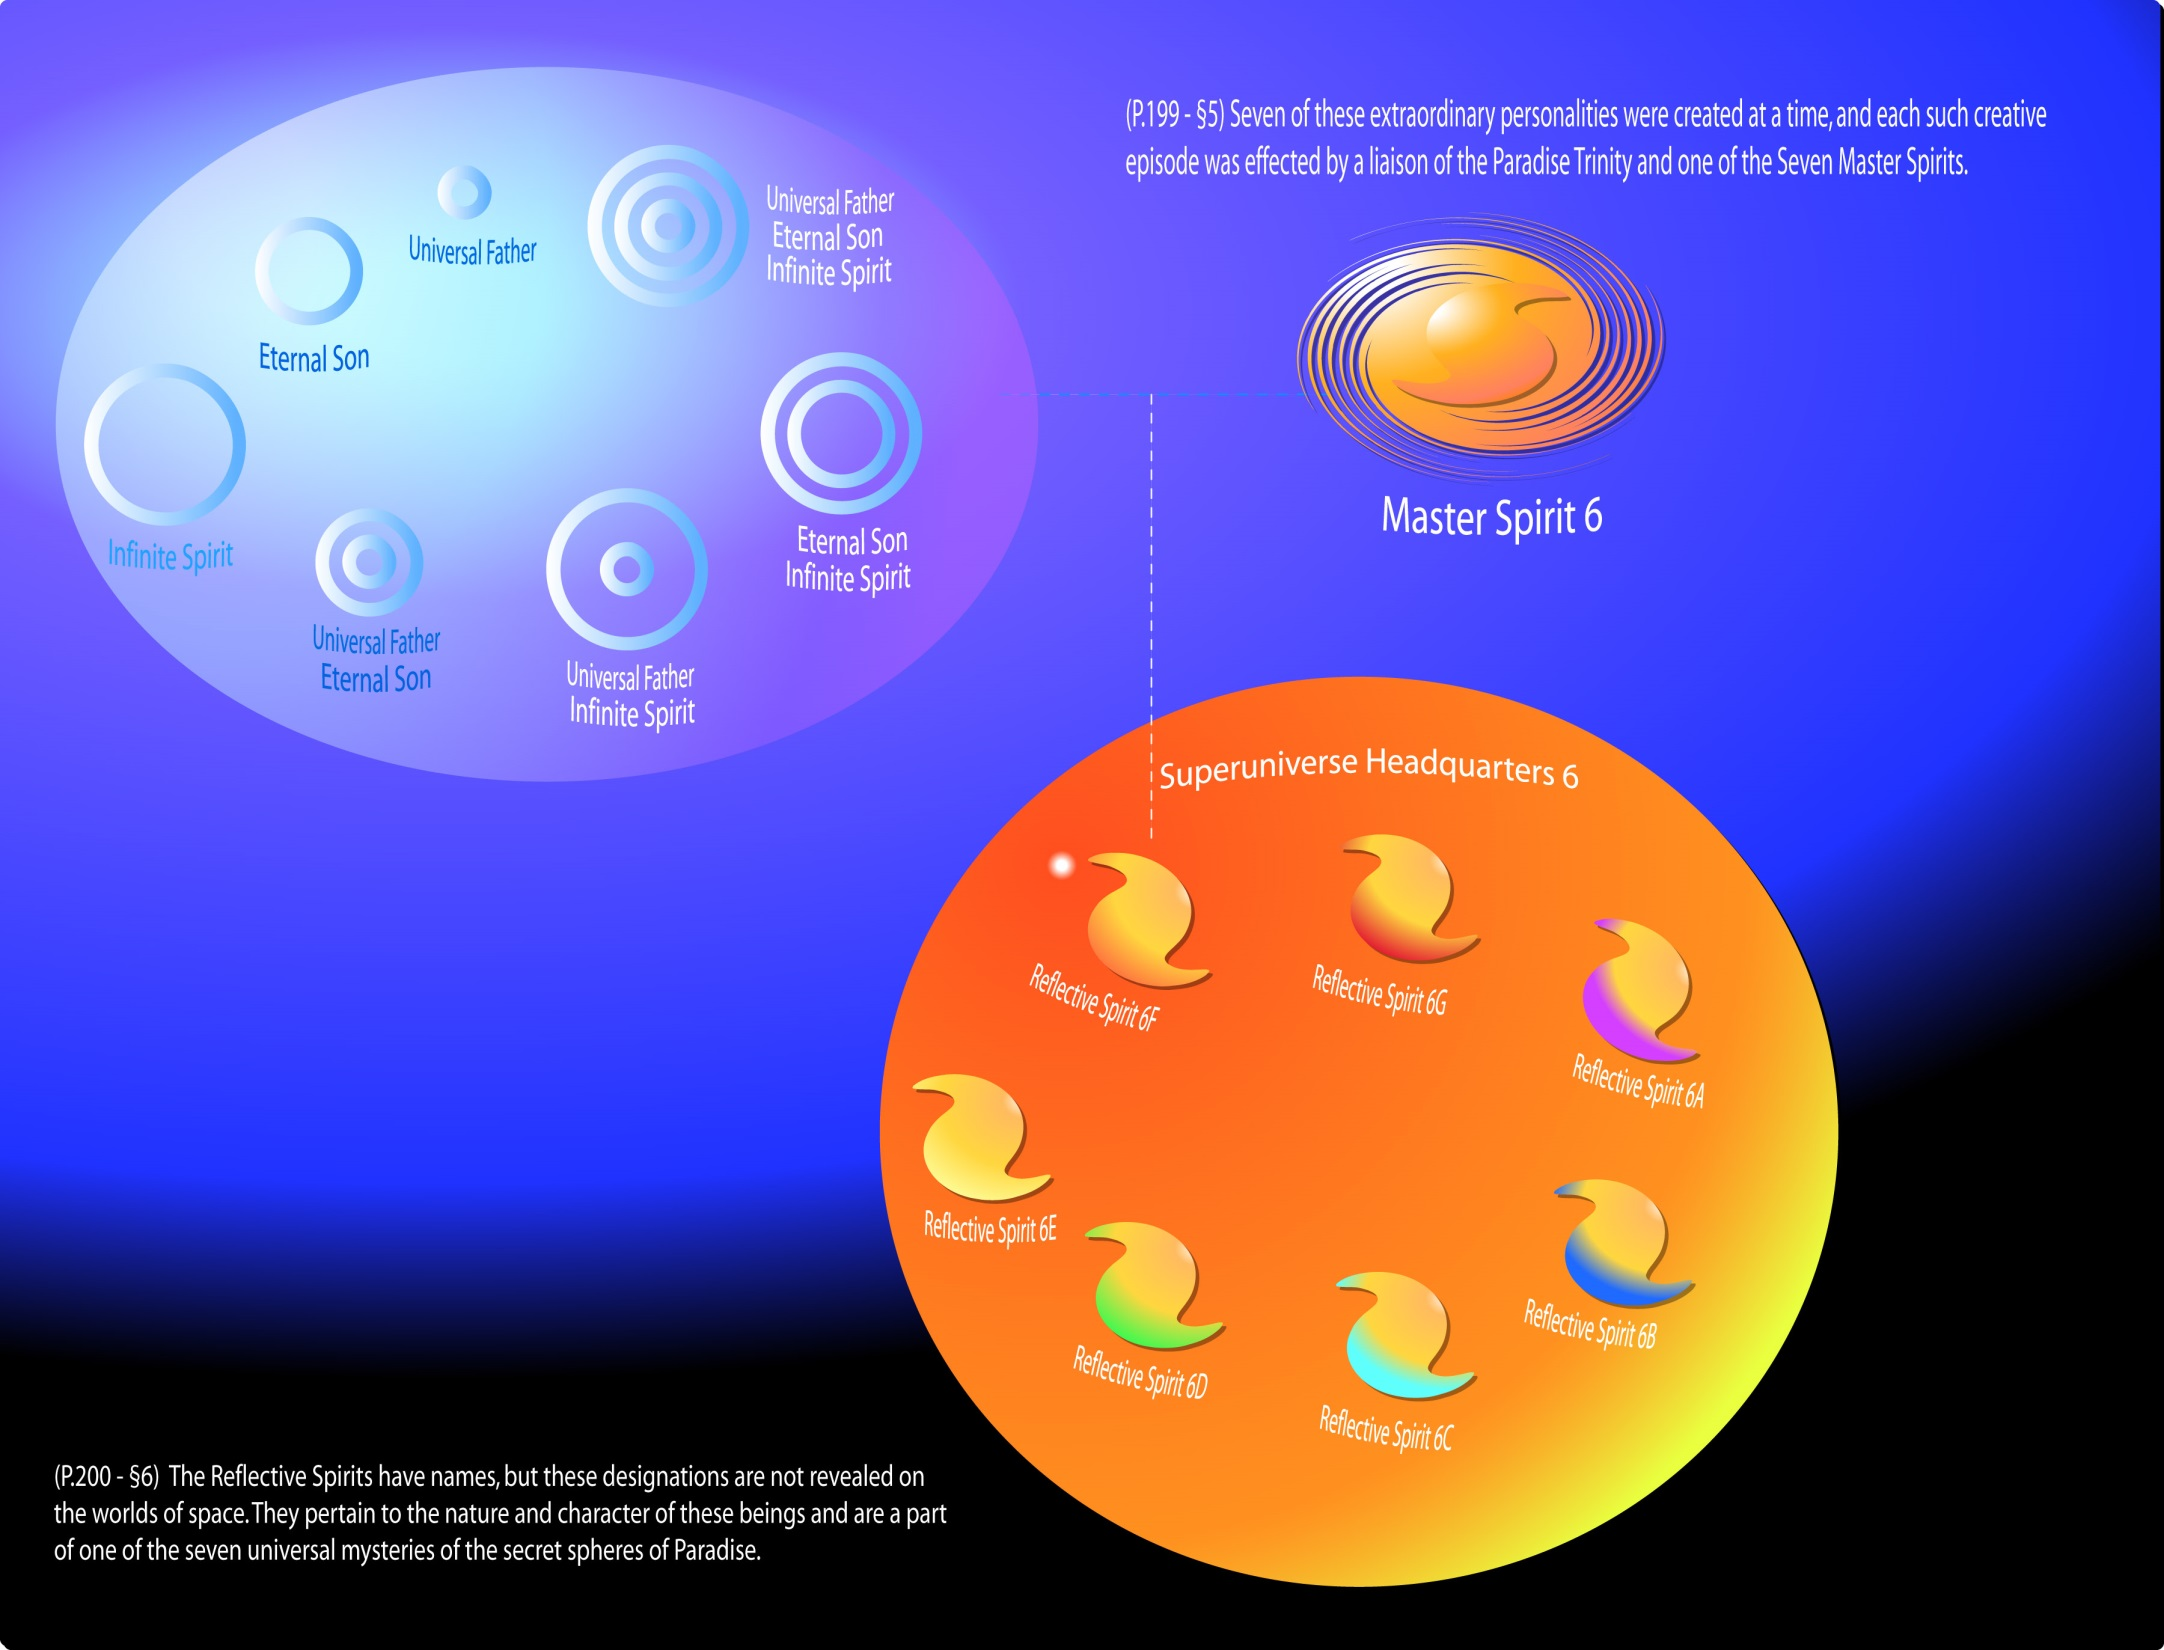 (P.199 - §5) Seven of these extraordinary personalities were created at a time, and each such creative
episode was effected by a liaison of the Paradise Trinity and one of the Seven Master Spirits.
Universal Father
Universal Father
Eternal Son
Infinite Spirit
Eternal Son
Infinite Spirit
Universal Father
Eternal Son
Universal Father
Infinite Spirit
Eternal Son
Infinite Spirit
Master Spirit 6
Superuniverse Headquarters 6
Reflective Spirit 6F
Reflective Spirit 6G
Reflective Spirit 6A
Reflective Spirit 6E
Reflective Spirit 6D
Reflective Spirit 6C
Reflective Spirit 6B
(P.200 - §6) The Reflective Spirits have names, but these designations are not revealed on
the worlds of space. They pertain to the nature and character of these beings and are a part
of one of the seven universal mysteries of the secret spheres of Paradise.